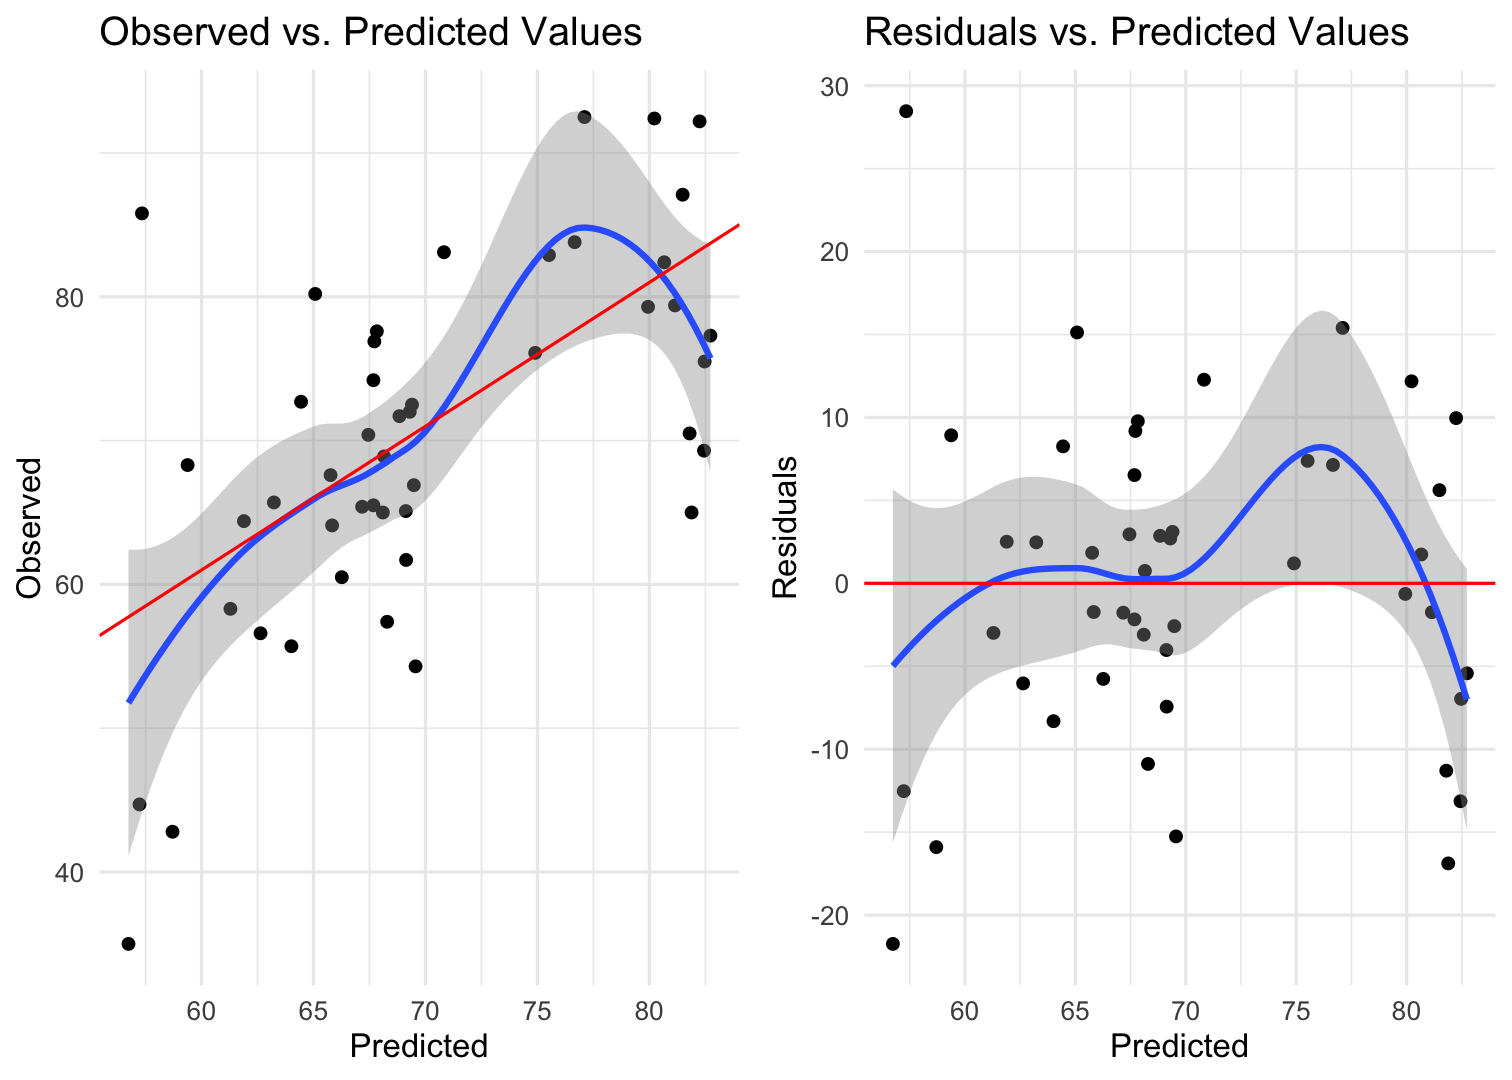 Observed vs. Predicted Values
80
60
40
Observed
60 65 70 75 80
Predicted
Residuals vs. Predicted Values
30
20
10
0
-10
-20
Residuals
60 65 70 75 80
Predicted